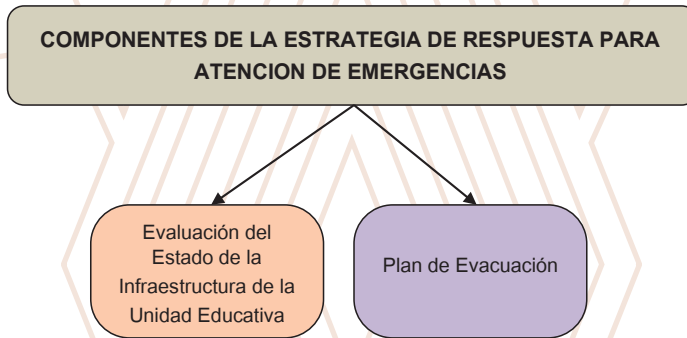 COMPONENTES DE LA ESTRATEGIA DE RESPUESTA PARA
ATENCION DE EMERGENCIAS
Evaluación del
Estado de la
Infraestructura de la
Unidad Educativa
Plan de Evacuación